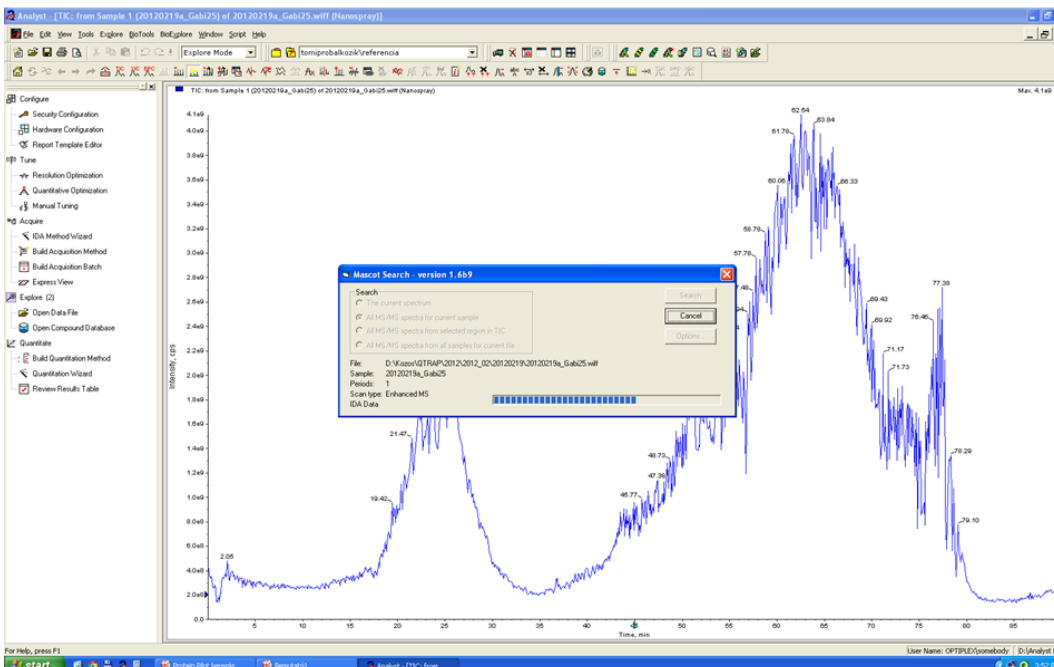 Analyst - [TIC: from Sample 1 (20120219a_Gabi25) of 20120219a_Gabi25.wiff (Nanospray)]
File Edit View Tools Explore BioTools BioExplore Window Script Help
Explore Mode
tomiprobalkozik\referencia
Configure
Security Configuration
Hardware Configuration
Report Template Editor
Tune
Resolution Optimization
Quantitative Optimization
Manual Tuning
Acquire
IDA Method Wizard
Build Acquisition Method
Build Acquisition Batch
Express View
Explore (2)
Open Data File
Open Compound Database
Quantitate
Build Quantitation Method
Quantitation Wizard
Review Results Table
TIC: from Sample 1 (20120219a_Gabi25) of 20120219a_Gabi25.wiff (Nanospray)
Max. 4.1e9
Intensity, cps
4.1e9
4.0e9
3.8e9
3.6e9
3.4e9
3.2e9
3.0e9
2.8e9
2.6e9
2.4e9
2.2e9
2.0e9
1.8e9
1.6e9
1.4e9
1.2e9
1.0e9
8.0e8
6.0e8
4.0e8
2.0e8
0.0
2.05
19.42
21.47
46.77
47.38
48.73
57.78
58.78
60.06
61.78
62.54
63.84
66.33
69.43
69.92
71.17
71.73
76.46
77.38
78.29
79.10
5 10 15 20 25 30 35 40 45 50 55 60 65 70 75 80 85
Time, min
Mascot Search - version 1.6b9
Search
The current spectrum
All MS/MS spectra for current sample
All MS/MS spectra from selected region in TIC
All MS/MS spectra from all samples for current file
Search
Cancel
Options...
File: D:\Kozos\QTRAP\2012\2012_02\20120219\20120219a_Gabi25.wiff
Sample: 20120219a_Gabi25
Periods: 1
Scan type: Enhanced MS
IDA Data
For Help, press F1
User Name: OPTIPLEX\somebody
D:\Analyst
start
Protein Pilot keresés
Bemutató1
Analyst - [TIC: from...